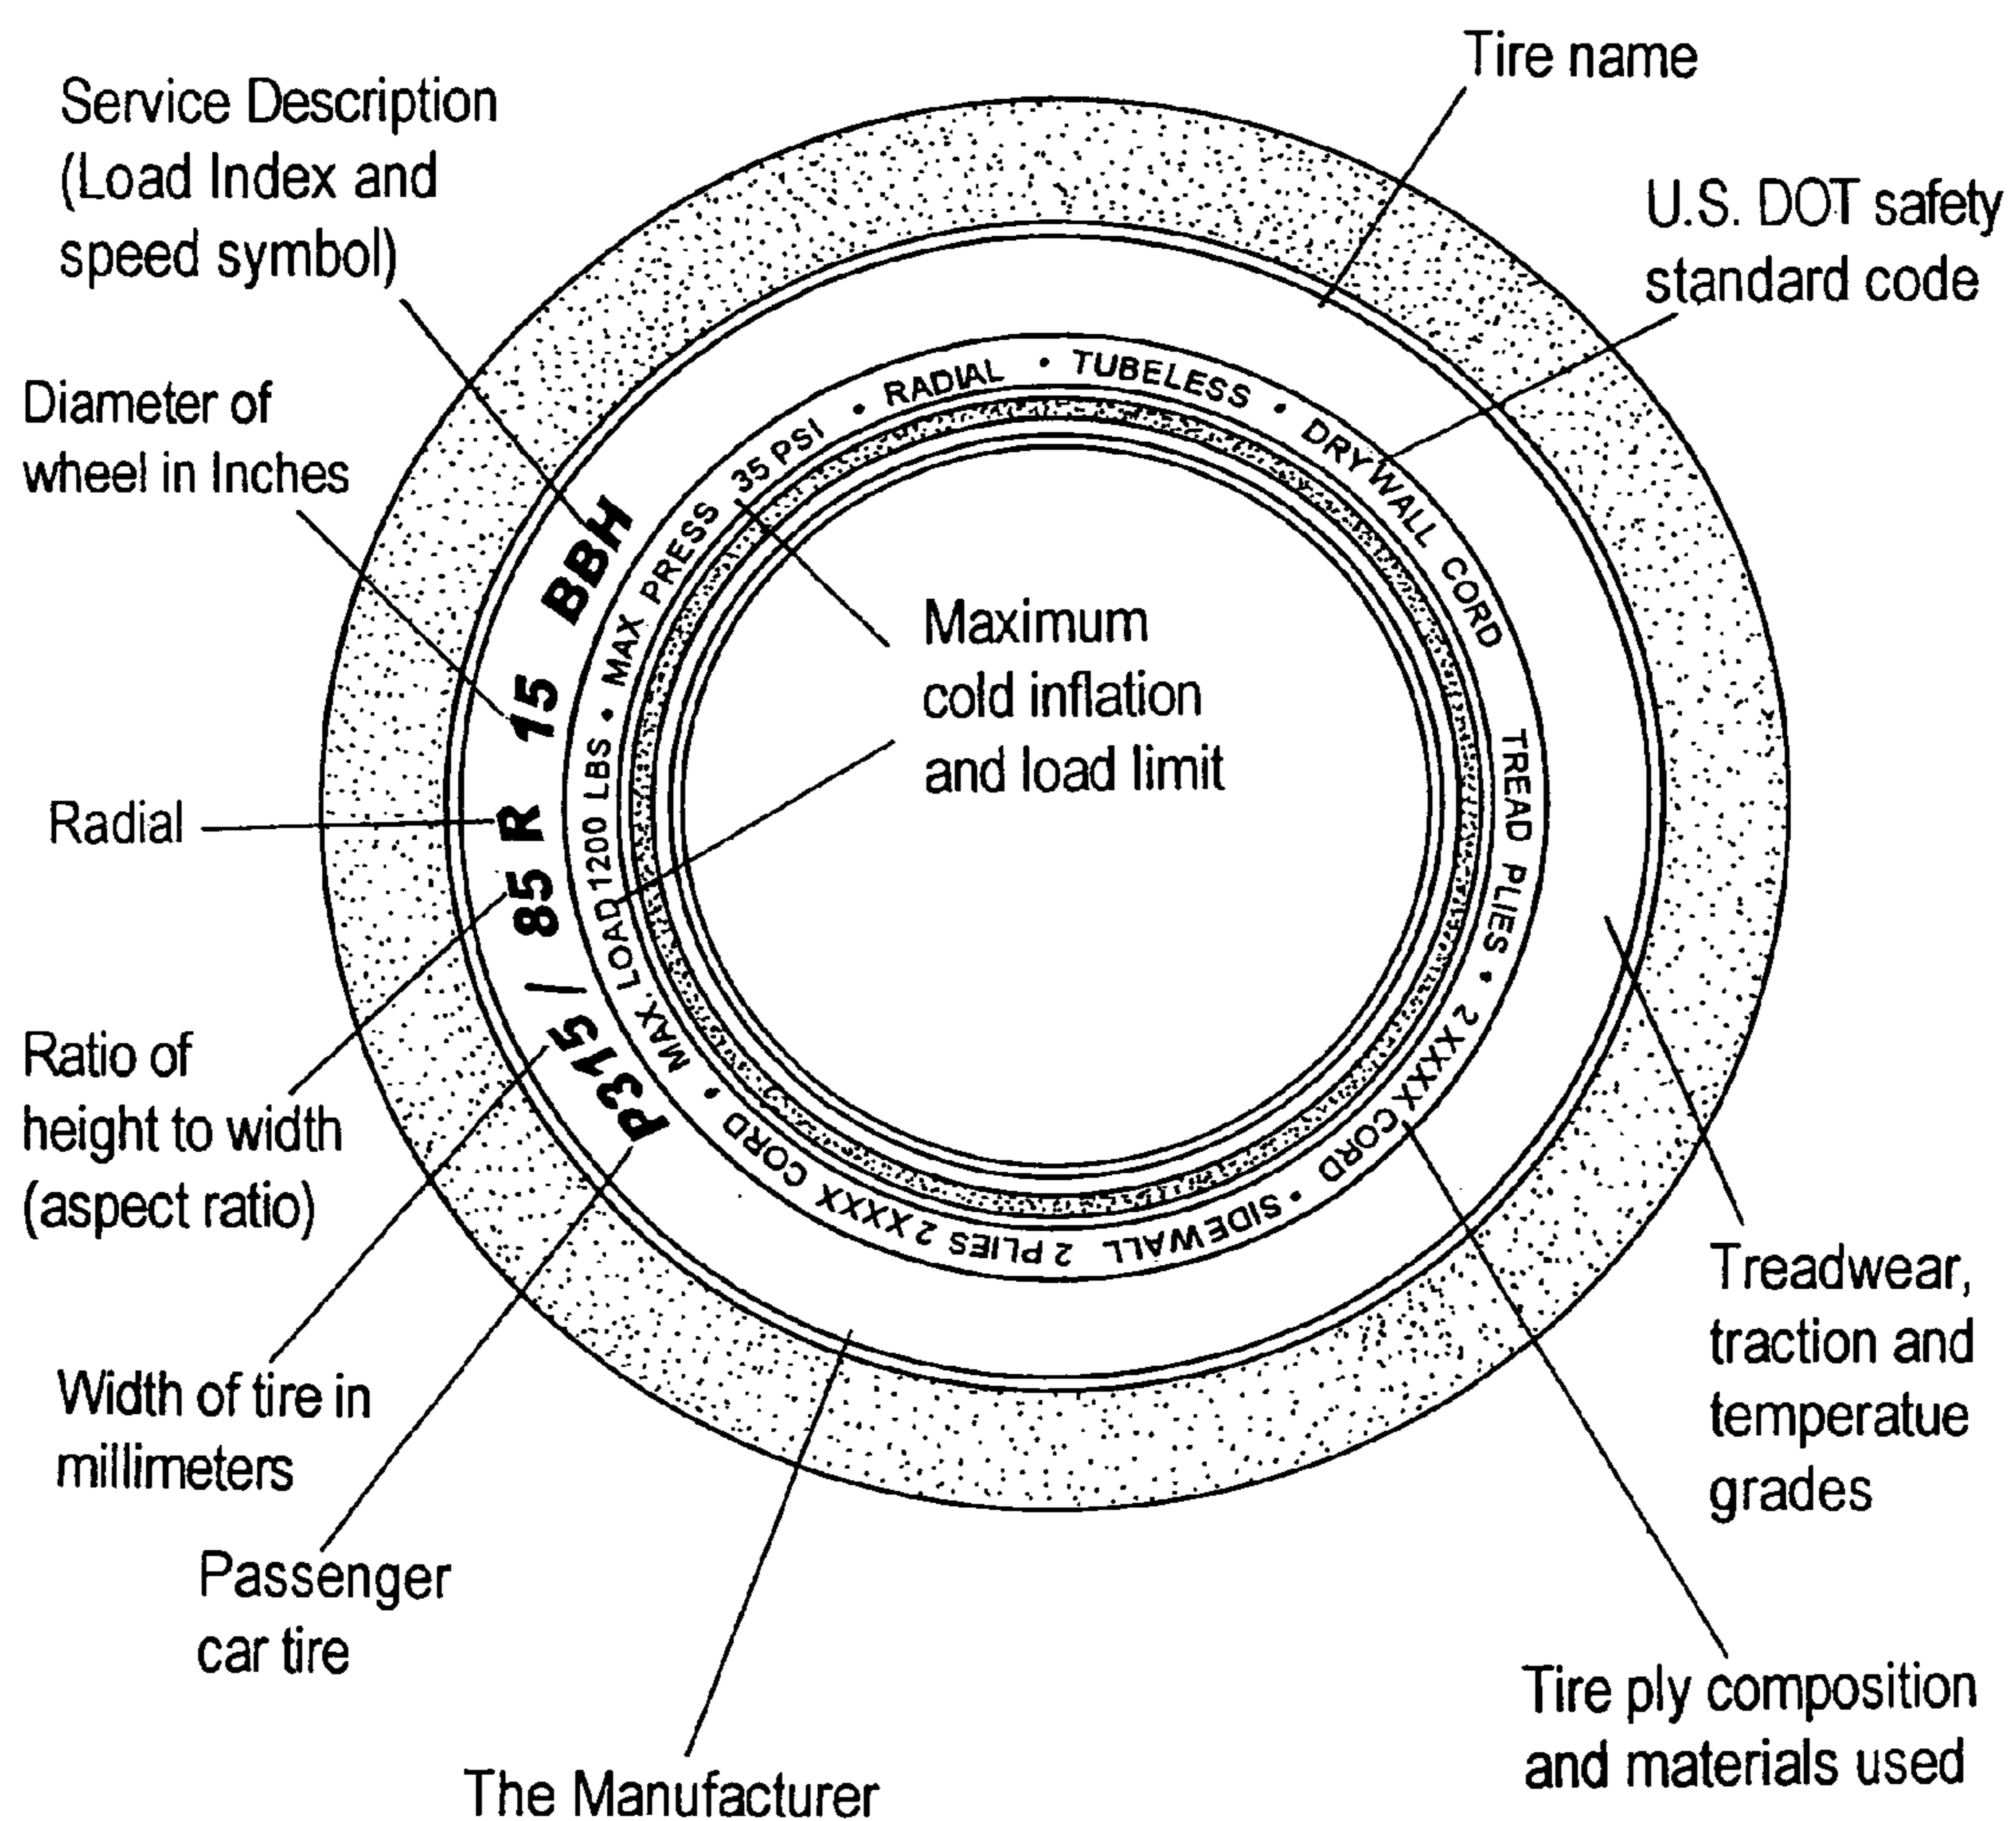 Tire name
Service Description
(Load Index and
speed symbol)
U.S. DOT safety
standard code
Diameter of
wheel in Inches
Radial
Ratio of
height to width
(aspect ratio)
Width of tire in
millimeters
Passenger
car tire
The Manufacturer
Maximum
cold inflation
and load limit
Treadwear,
traction and
temperatue
grades
Tire ply composition
and materials used
P315 / 85 R 15 BBH
MAX LOAD 1200 LBS • MAX PRESS 35 PSI • RADIAL • TUBELESS • DRYWALL CORD TREAD PLIES • 2XXXX CORD • SIDEWALL 2 PLIES 2XXXX CORD •